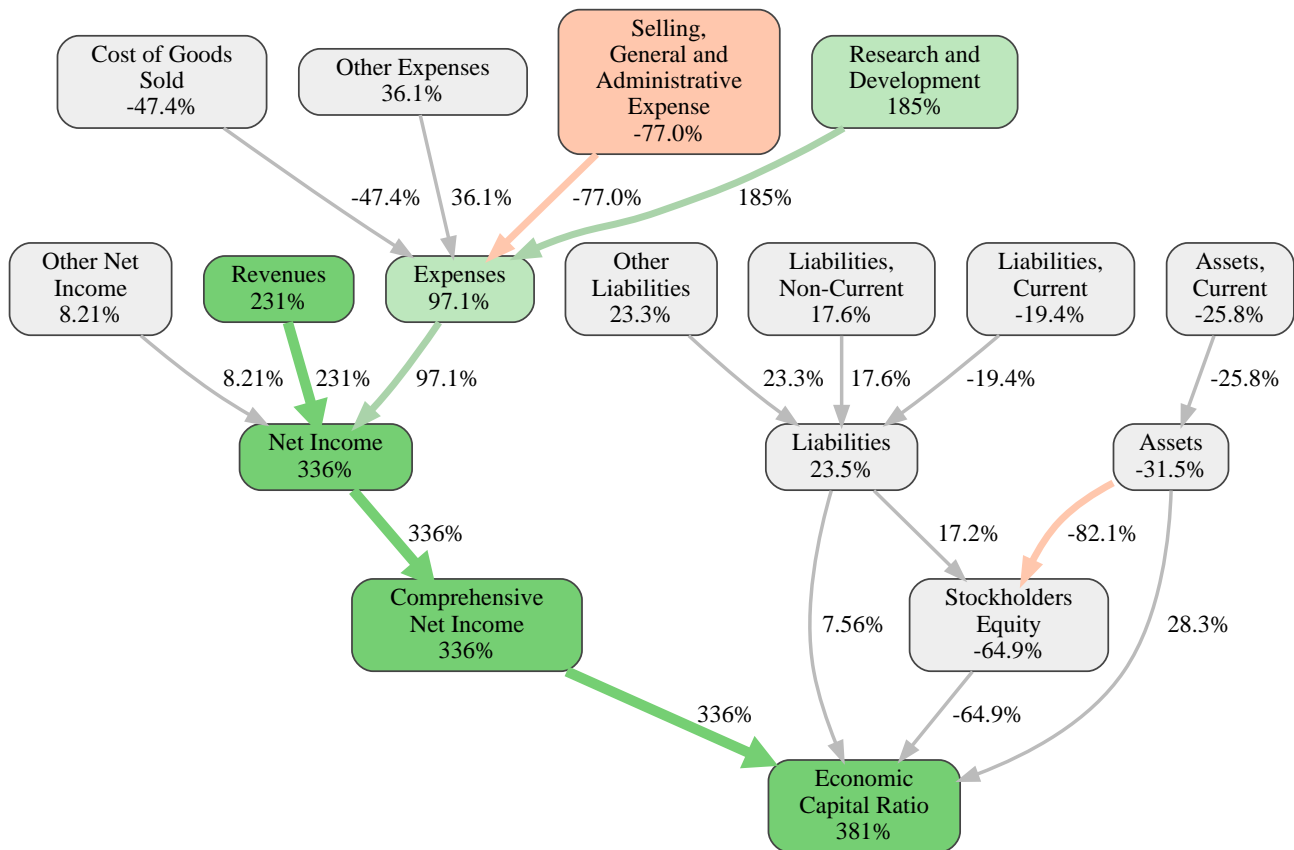 Cost of Goods
Sold
-47.4%
Other Expenses
36.1%
Selling,
General and
Administrative
Expense
-77.0%
Research and
Development
185%
-47.4%
36.1%
-77.0%
185%
Other Net
Income
8.21%
Revenues
231%
Expenses
97.1%
Other
Liabilities
23.3%
Liabilities,
Non-Current
17.6%
Liabilities,
Current
-19.4%
Assets,
Current
-25.8%
8.21%
231%
97.1%
23.3%
17.6%
-19.4%
-25.8%
Net Income
336%
Liabilities
23.5%
Assets
-31.5%
336%
17.2%
-82.1%
Comprehensive
Net Income
336%
7.56%
Stockholders
Equity
-64.9%
28.3%
336%
-64.9%
Economic
Capital Ratio
381%